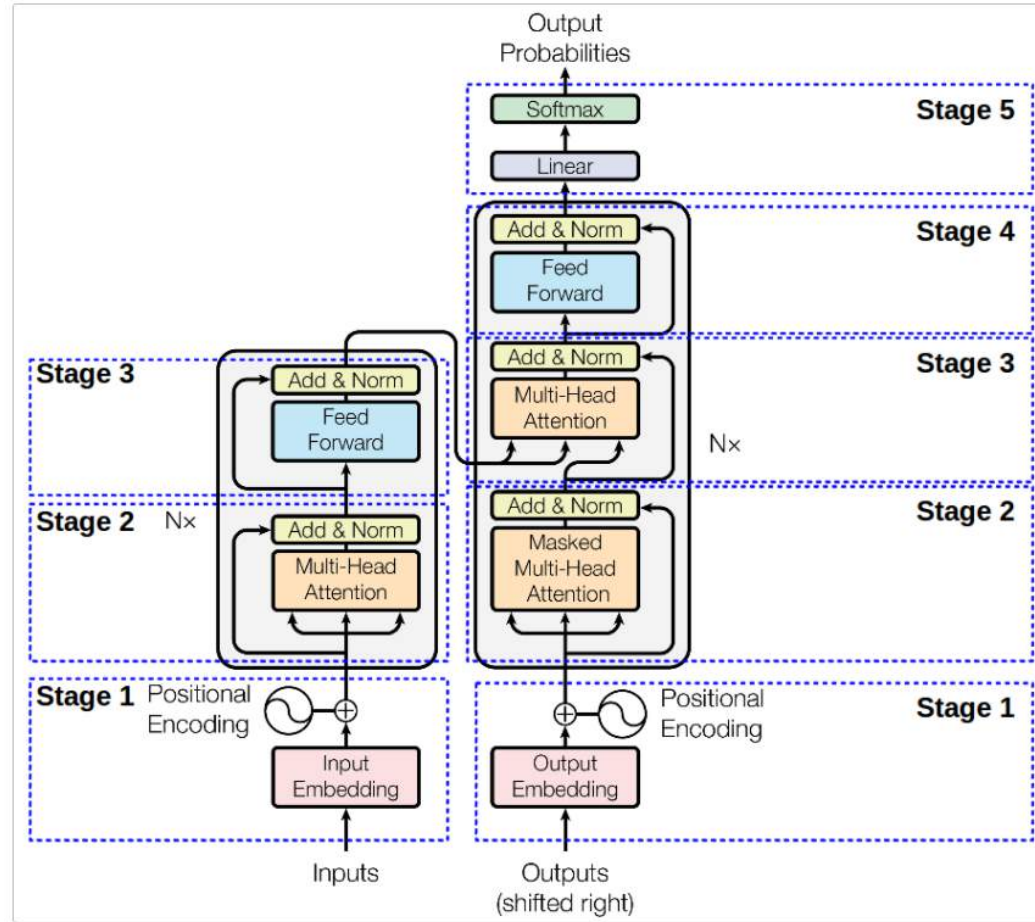 Output
Probabilities
Softmax
Stage 5
Linear
Add & Norm
Stage 4
Feed
Forward
Add & Norm
Stage 3
Multi-Head
Attention
N×
Stage 3
Add & Norm
Feed
Forward
Add & Norm
Stage 2
Masked
Multi-Head
Attention
Stage 2
N×
Add & Norm
Multi-Head
Attention
Stage 1
Positional
Encoding
Input
Embedding
Inputs
Positional
Encoding
Stage 1
Output
Embedding
Outputs
(shifted right)